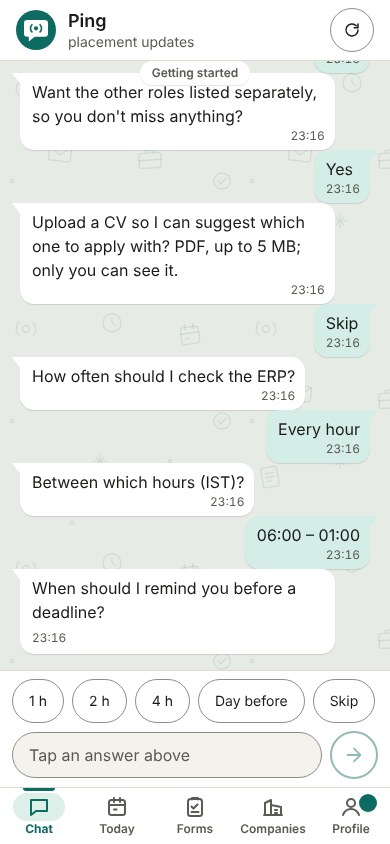 Ping
placement updates
Getting started
Want the other roles listed separately,
so you don't miss anything?
23:16
Yes
23:16
Upload a CV so I can suggest which
one to apply with? PDF, up to 5 MB;
only you can see it.
23:16
Skip
23:16
How often should I check the ERP?
23:16
Every hour
23:16
Between which hours (IST)?
23:16
06:00 – 01:00
23:16
When should I remind you before a
deadline?
23:16
1 h
2 h
4 h
Day before
Skip
Tap an answer above
Chat
Today
Forms
Companies
Profile